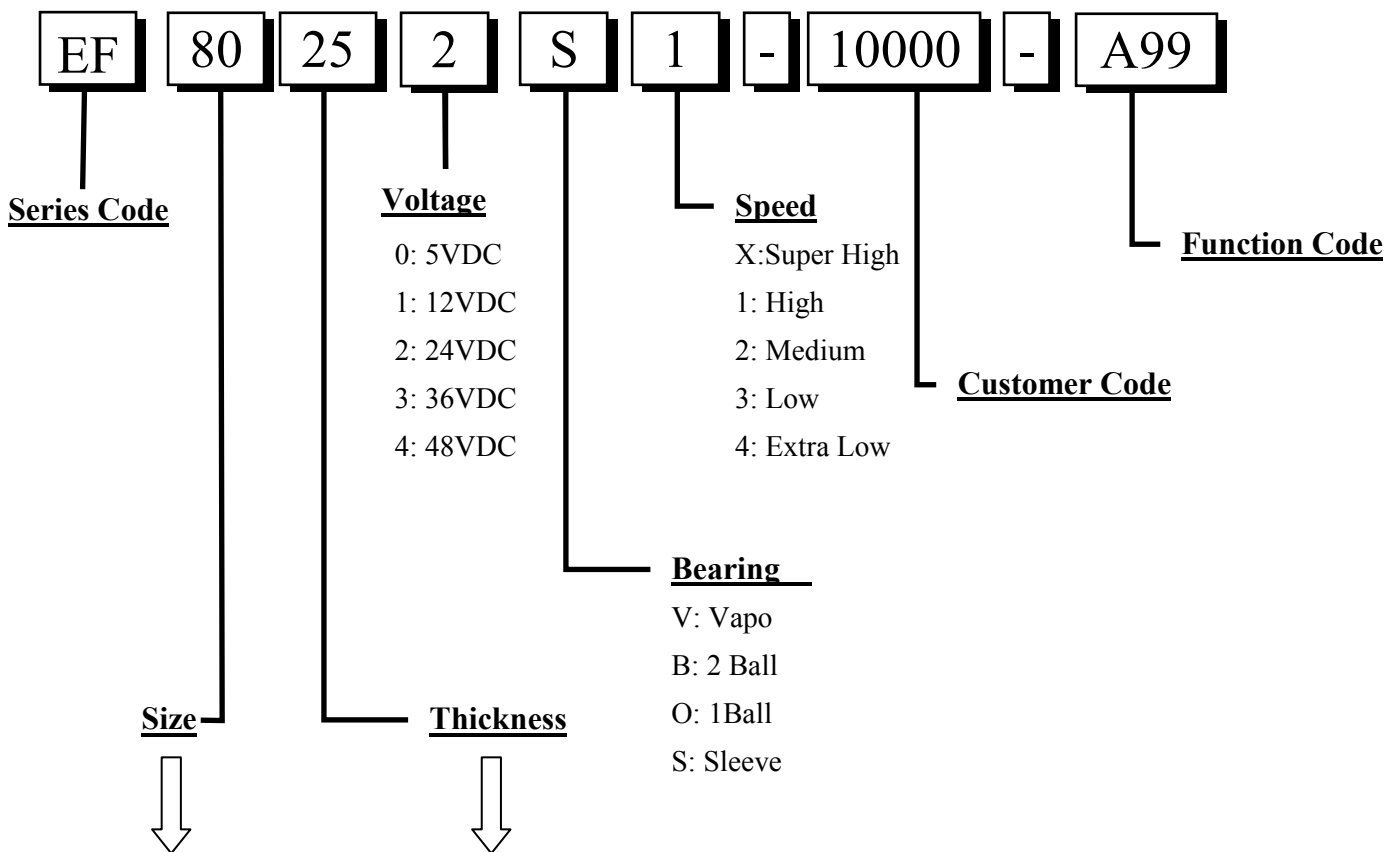 EF 80 25 2 S 1 - 10000 - A99
Series Code
Voltage
0: 5VDC
1: 12VDC
2: 24VDC
3: 36VDC
4: 48VDC
Speed
X:Super High
1: High
2: Medium
3: Low
4: Extra Low
Function Code
Customer Code
Bearing
V: Vapo
B: 2 Ball
O: 1Ball
S: Sleeve
Size
Thickness